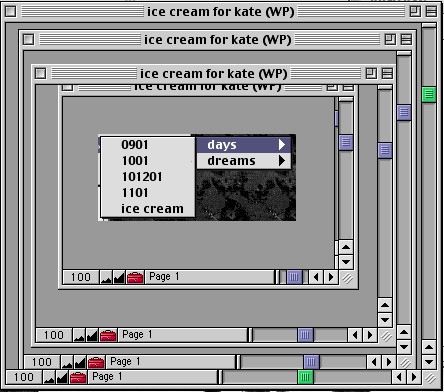 ice cream for kate (WP)
ice cream for kate (WP)
ice cream for kate (WP)
ice cream for kate (WP)
0901
1001
101201
1101
ice cream
days
dreams
100 Page 1
100 Page 1
100 Page 1
100 Page 1